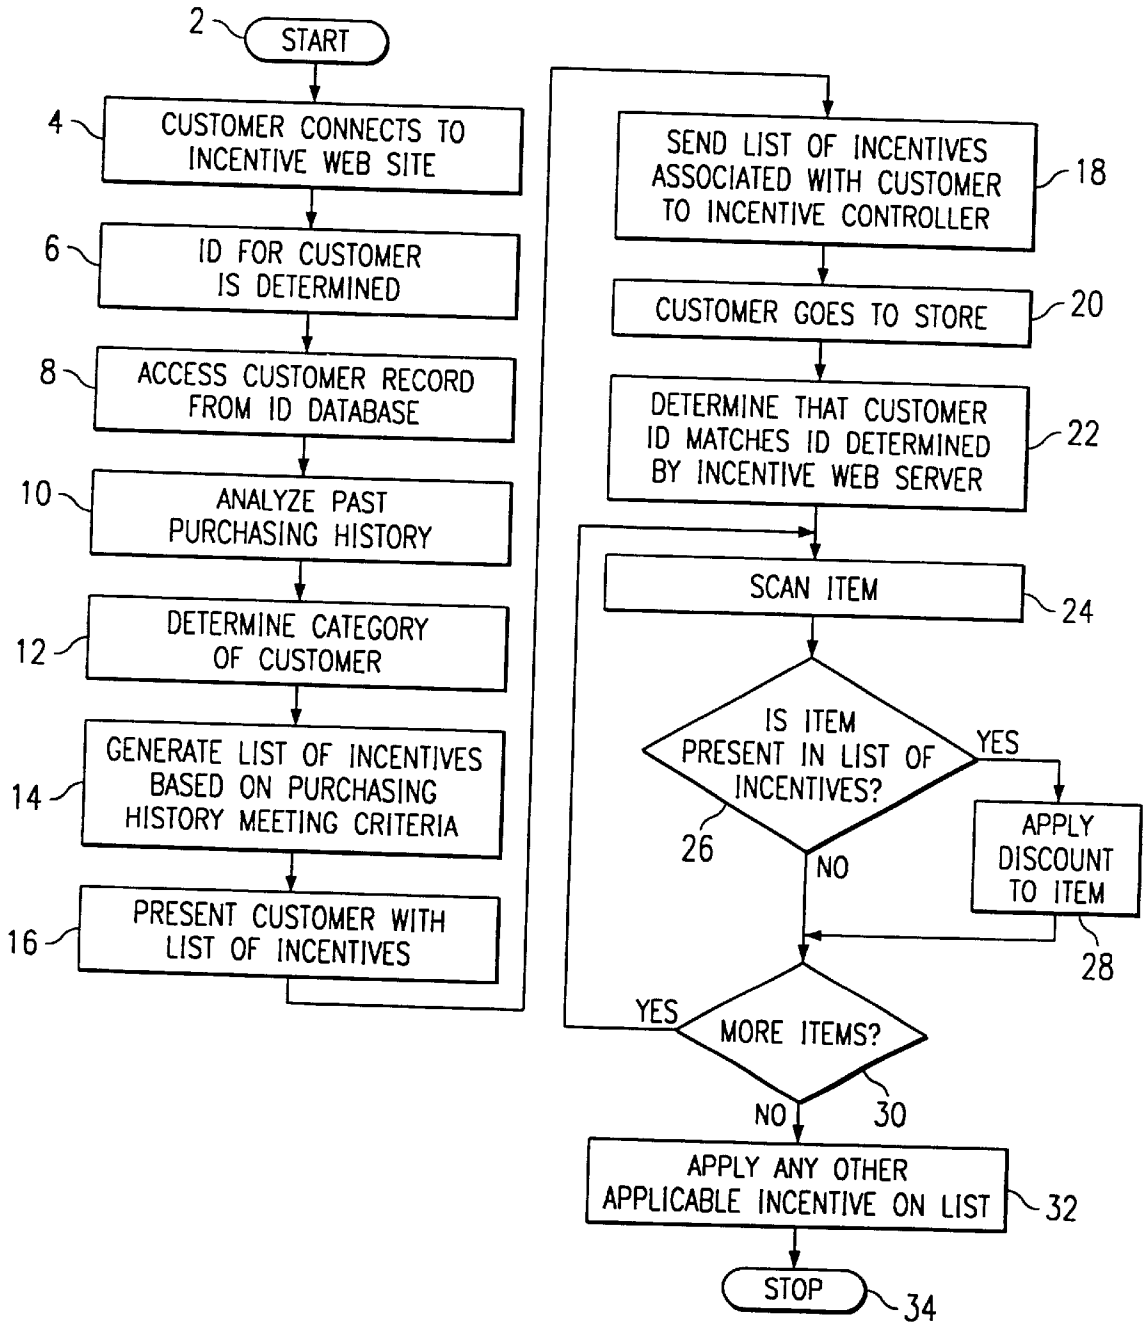 2
START
4
CUSTOMER CONNECTS TO
INCENTIVE WEB SITE
6
ID FOR CUSTOMER
IS DETERMINED
8
ACCESS CUSTOMER RECORD
FROM ID DATABASE
10
ANALYZE PAST
PURCHASING HISTORY
12
DETERMINE CATEGORY
OF CUSTOMER
14
GENERATE LIST OF INCENTIVES
BASED ON PURCHASING
HISTORY MEETING CRITERIA
16
PRESENT CUSTOMER WITH
LIST OF INCENTIVES
SEND LIST OF INCENTIVES
ASSOCIATED WITH CUSTOMER
TO INCENTIVE CONTROLLER
18
CUSTOMER GOES TO STORE
20
DETERMINE THAT CUSTOMER
ID MATCHES ID DETERMINED
BY INCENTIVE WEB SERVER
22
SCAN ITEM
24
IS ITEM
PRESENT IN LIST OF
INCENTIVES?
26
YES
NO
APPLY
DISCOUNT
TO ITEM
28
YES
MORE ITEMS?
30
NO
APPLY ANY OTHER
APPLICABLE INCENTIVE ON LIST
32
STOP
34